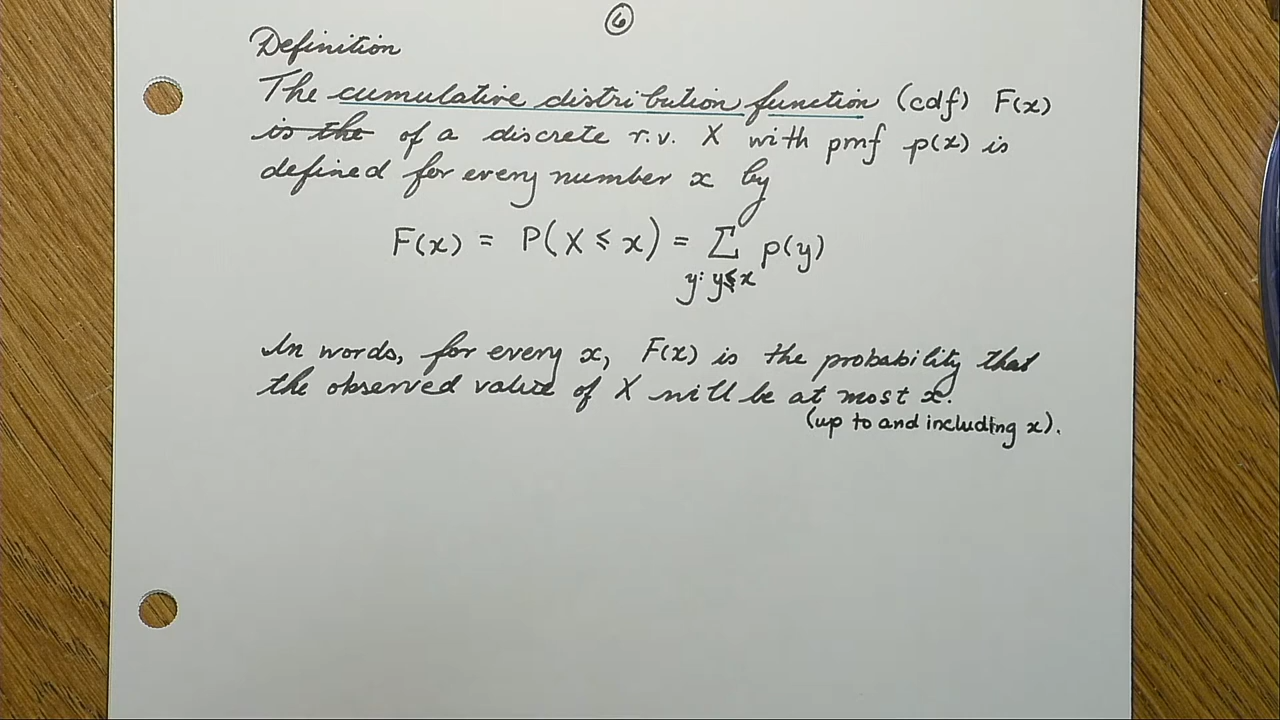 6
Definition
The cumulative distribution function (cdf) F(x)
is the of a discrete r.v. X with pmf p(x) is
defined for every number x by
F(x) = P(X ≤ x) = Σ p(y)
y: y≤x
In words, for every x, F(x) is the probability that
the observed value of X will be at most x.
(up to and including x).